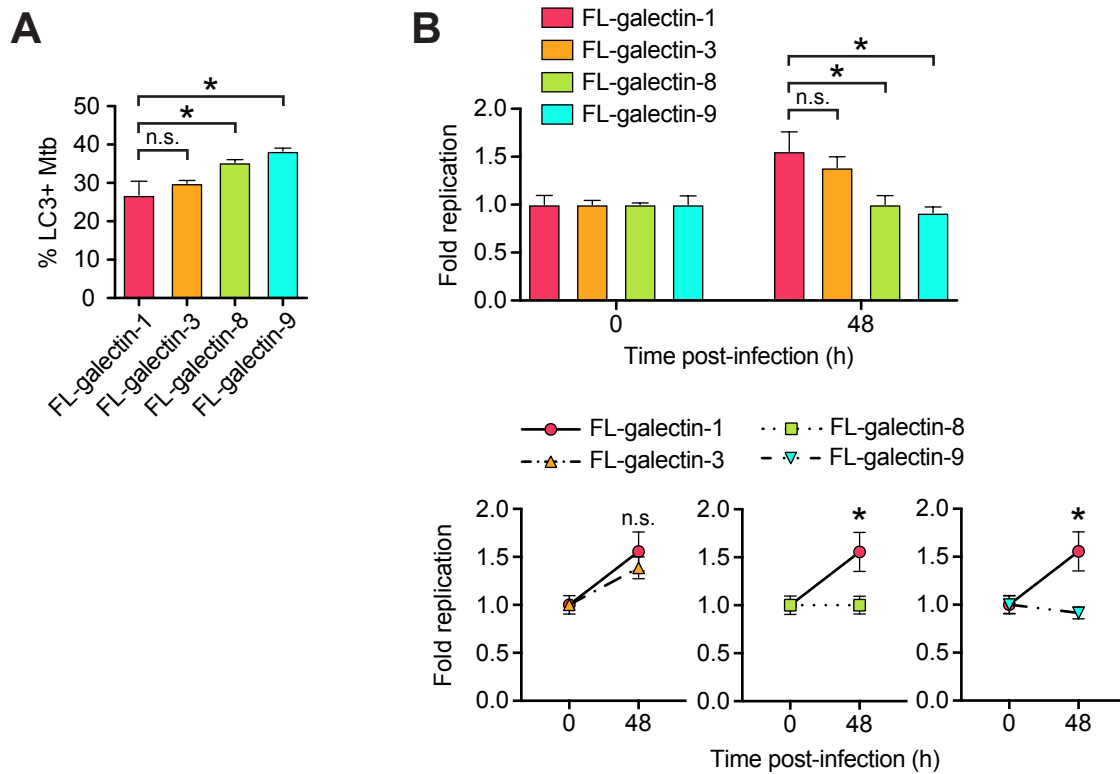 A
*
*
n.s.
50
40
30
20
10
0
% LC3+ Mtb
FL-galectin-1
FL-galectin-3
FL-galectin-8
FL-galectin-9
B
FL-galectin-1
FL-galectin-3
FL-galectin-8
FL-galectin-9
*
*
n.s.
2.0
1.5
1.0
0.5
0.0
Fold replication
0
48
Time post-infection (h)
FL-galectin-1
FL-galectin-8
FL-galectin-3
FL-galectin-9
Fold replication
2.0
1.5
1.0
0.5
0.0
n.s.
0
48
2.0
1.5
1.0
0.5
0.0
*
0
48
2.0
1.5
1.0
0.5
0.0
*
0
48
Time post-infection (h)